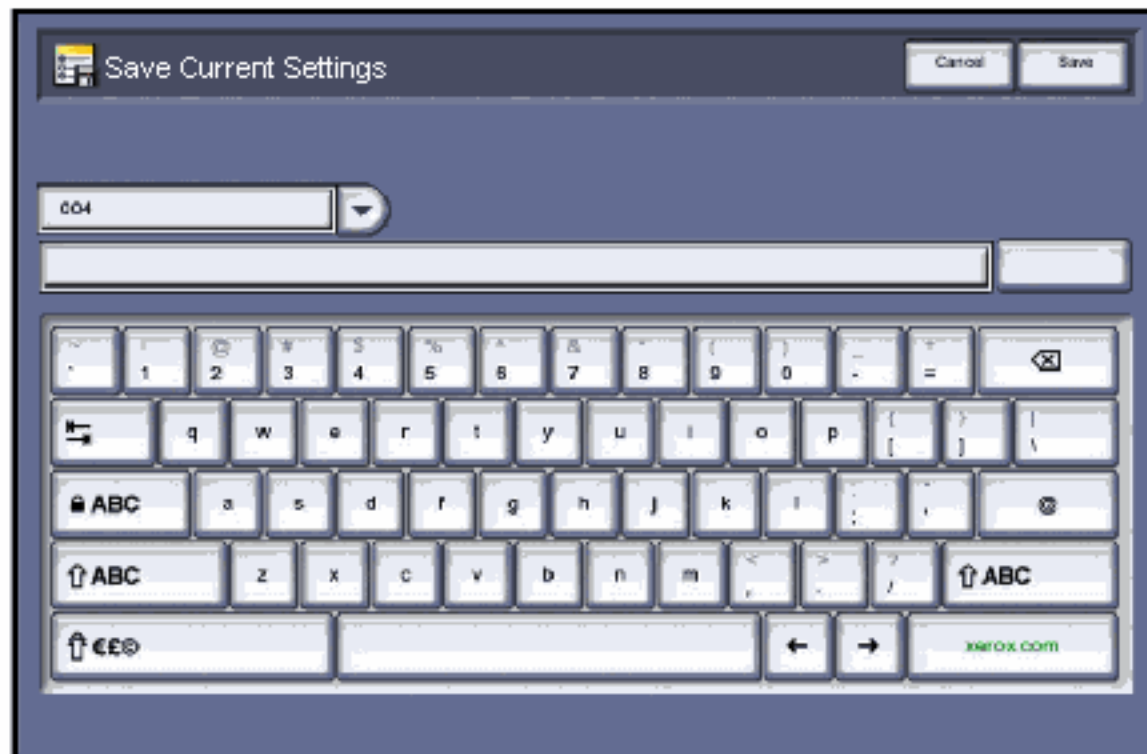 Save Current Settings Cancel Save
004
~ ! @ # $ % ^ & * ( ) _ +
` 1 2 3 4 5 6 7 8 9 0 - =
q w e r t y u i o p { } |
[ ] \
ABC a s d f g h j k l : " @
; '
ABC z x c v b n m < > ? ABC
, . /
€£© ← → xerox.com